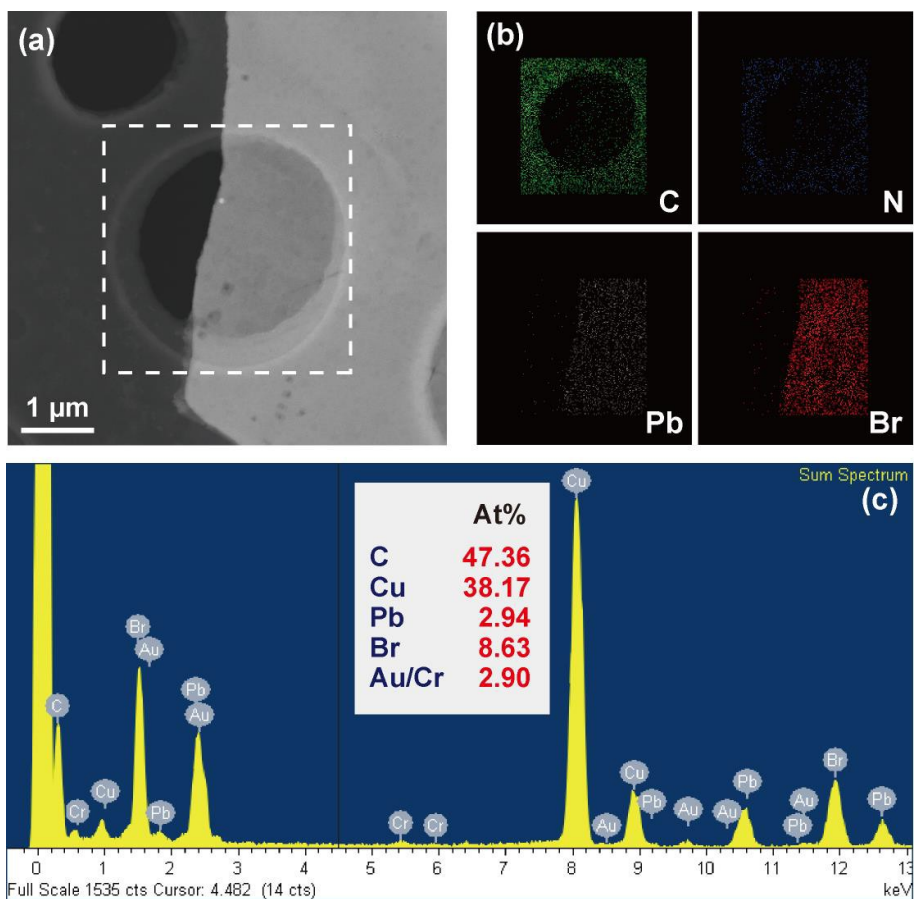 (a)
1 µm
(b)
C
N
Pb
Br
Sum Spectrum
(c)
At%
C 47.36
Cu 38.17
Pb 2.94
Br 8.63
Au/Cr 2.90
C
Cr
Cu
Br
Au
Pb
Pb
Au
Cr
Cr
Cu
Au
Cu
Pb
Au
Au
Pb
Pb
Au
Br
Pb
0 1 2 3 4 5 6 7 8 9 10 11 12 13
Full Scale 1535 cts Cursor: 4.482 (14 cts) keV